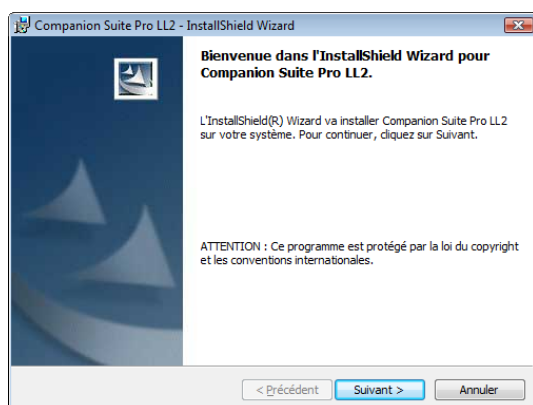 Companion Suite Pro LL2 - InstallShield Wizard
Bienvenue dans l'InstallShield Wizard pour
Companion Suite Pro LL2.
L'InstallShield(R) Wizard va installer Companion Suite Pro LL2
sur votre système. Pour continuer, cliquez sur Suivant.
ATTENTION : Ce programme est protégé par la loi du copyright
et les conventions internationales.
< Précédent
Suivant >
Annuler